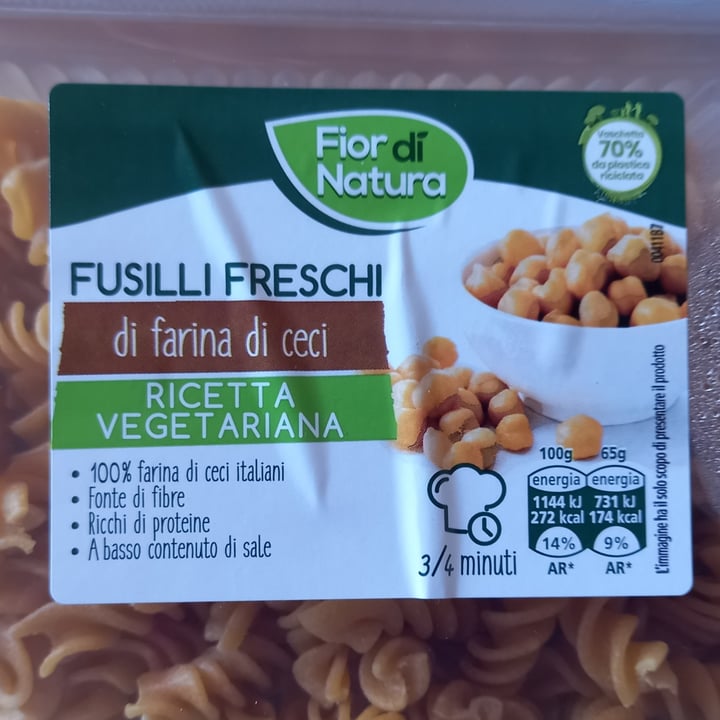 Fior di
Natura
Vaschetta
70%
da plastica
riciclata
FUSILLI FRESCHI
di farina di ceci
RICETTA
VEGETARIANA
• 100% farina di ceci italiani
• Fonte di fibre
• Ricchi di proteine
• A basso contenuto di sale
3/4 minuti
100g 65g
energia energia
1144 kJ 731 kJ
272 kcal 174 kcal
14% 9%
AR* AR*
0041187
L'immagine ha il solo scopo di presentare il prodotto